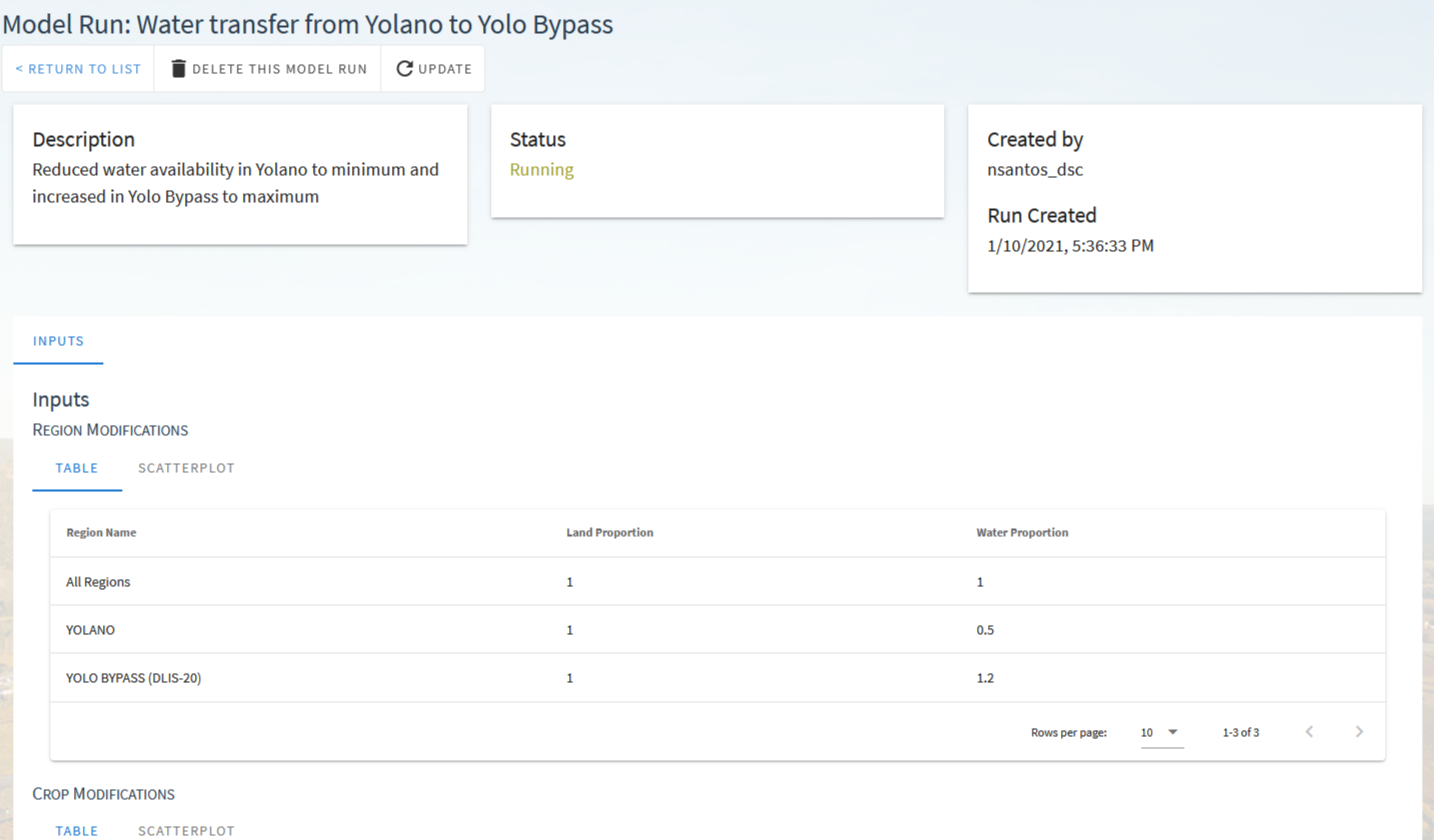 Model Run: Water transfer from Yolano to Yolo Bypass
< RETURN TO LIST DELETE THIS MODEL RUN UPDATE
Description
Reduced water availability in Yolano to minimum and
increased in Yolo Bypass to maximum
Status
Running
Created by
nsantos_dsc
Run Created
1/10/2021, 5:36:33 PM
INPUTS
Inputs
REGION MODIFICATIONS
TABLE SCATTERPLOT
Region Name Land Proportion Water Proportion
All Regions 1 1
YOLANO 1 0.5
YOLO BYPASS (DLIS-20) 1 1.2
Rows per page: 10 1-3 of 3
CROP MODIFICATIONS
TABLE SCATTERPLOT